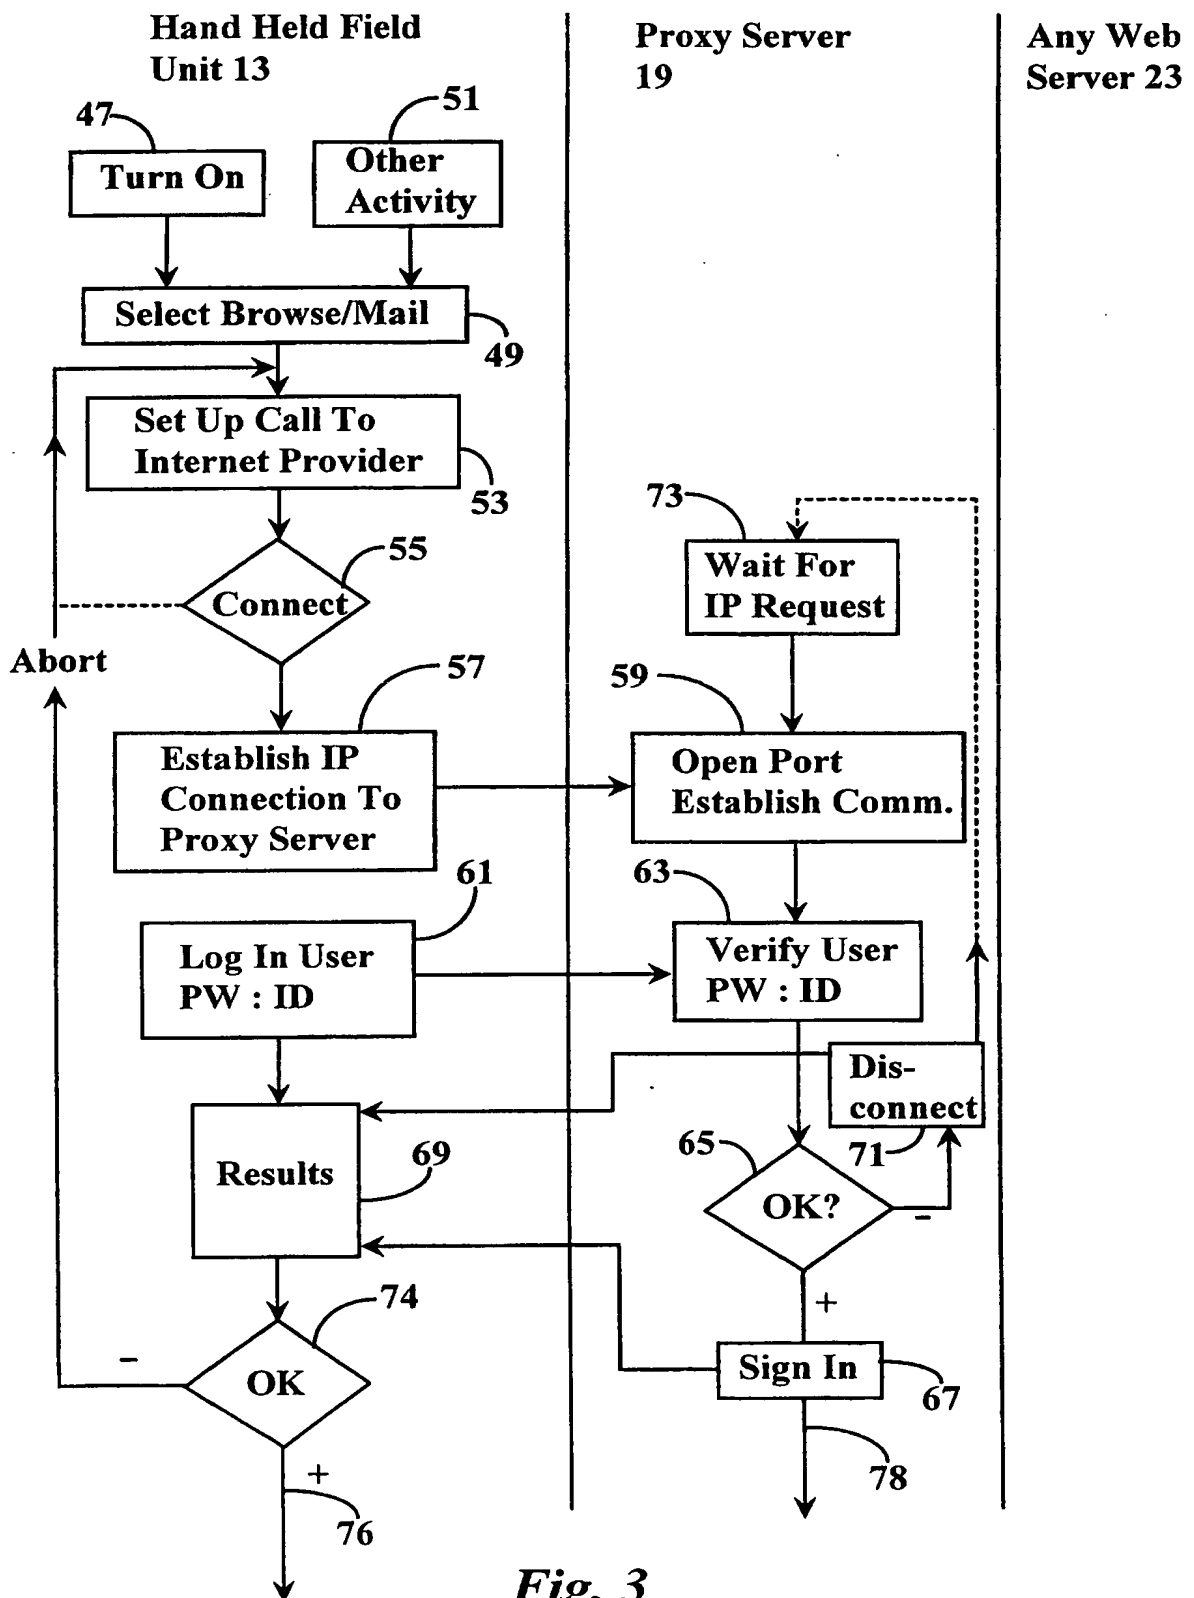 Hand Held Field
Unit 13
Proxy Server
19
Any Web
Server 23
47
51
Turn On
Other
Activity
Select Browse/Mail
49
Set Up Call To
Internet Provider
53
55
Connect
Abort
73
Wait For
IP Request
57
59
Establish IP
Connection To
Proxy Server
Open Port
Establish Comm.
61
63
Log In User
PW : ID
Verify User
PW : ID
Dis-
connect
71
65
OK?
-
Results
69
+
74
OK
-
Sign In
67
+
76
78
Fig. 3